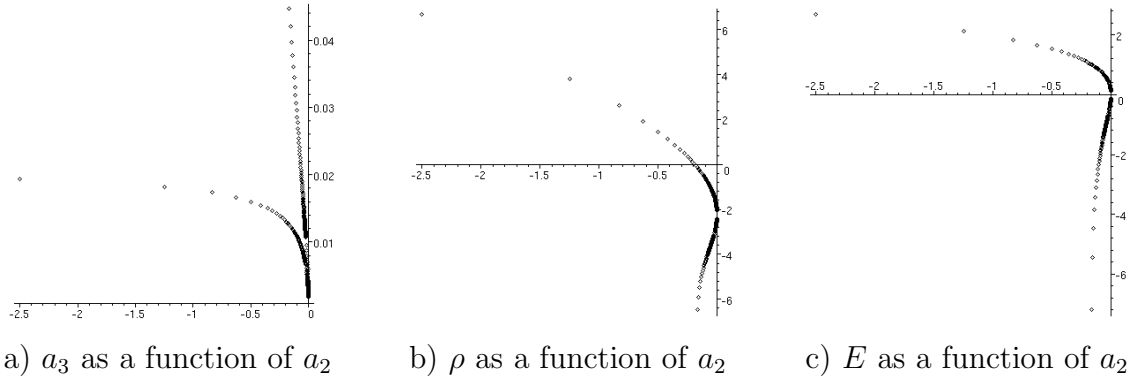 0.04
0.03
0.02
0.01
-2.5 -2 -1.5 -1 -0.5 0
6
4
2
0
-2.5 -2 -1.5 -1 -0.5
-2
-4
-6
2
-2.5 -2 -1.5 -1 -0.5
0
-2
-4
-6
a) a₃ as a function of a₂
b) ρ as a function of a₂
c) E as a function of a₂